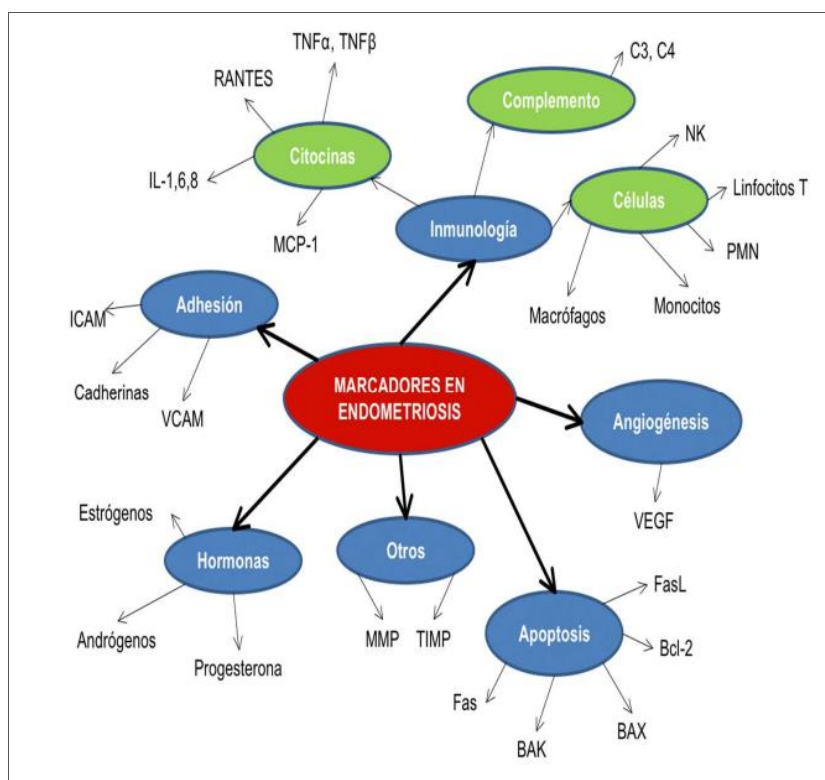 TNFα, TNFβ
C3, C4
RANTES
Complemento
NK
Citocinas
IL-1,6,8
Linfocitos T
Células
Inmunología
MCP-1
PMN
Adhesión
Monocitos
Macrófagos
ICAM
Cadherinas
VCAM
MARCADORES EN
ENDOMETRIOSIS
Angiogénesis
VEGF
Estrógenos
Hormonas
Otros
FasL
Andrógenos
Progesterona
MMP
TIMP
Apoptosis
Bcl-2
Fas
BAK
BAX